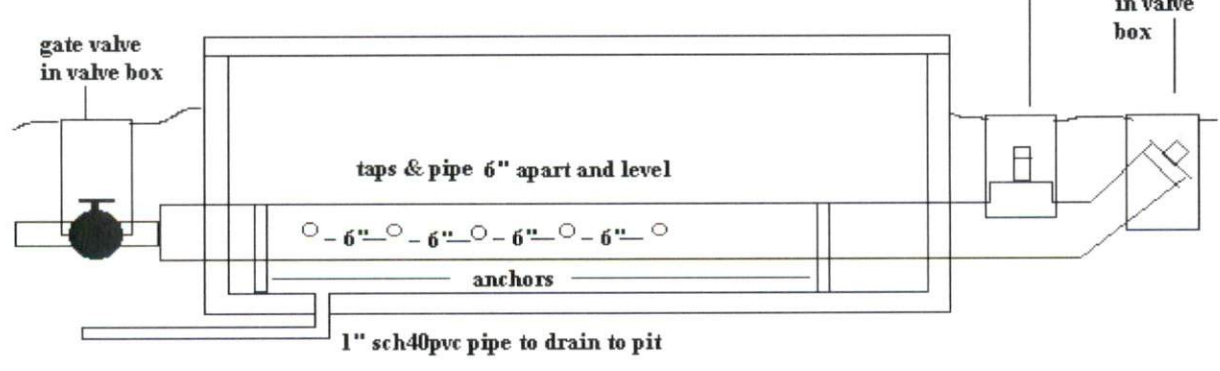 in valve
box
gate valve
in valve box
taps & pipe 6" apart and level
6" 6" 6" 6"
anchors
1" sch40pvc pipe to drain to pit